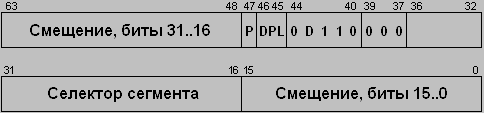 63 48 47 46 45 44 40 39 37 36 32
Смещение, биты 31..16 P DPL 0 D 1 1 0 0 0 0
31 16 15 0
Селектор сегмента Смещение, биты 15..0